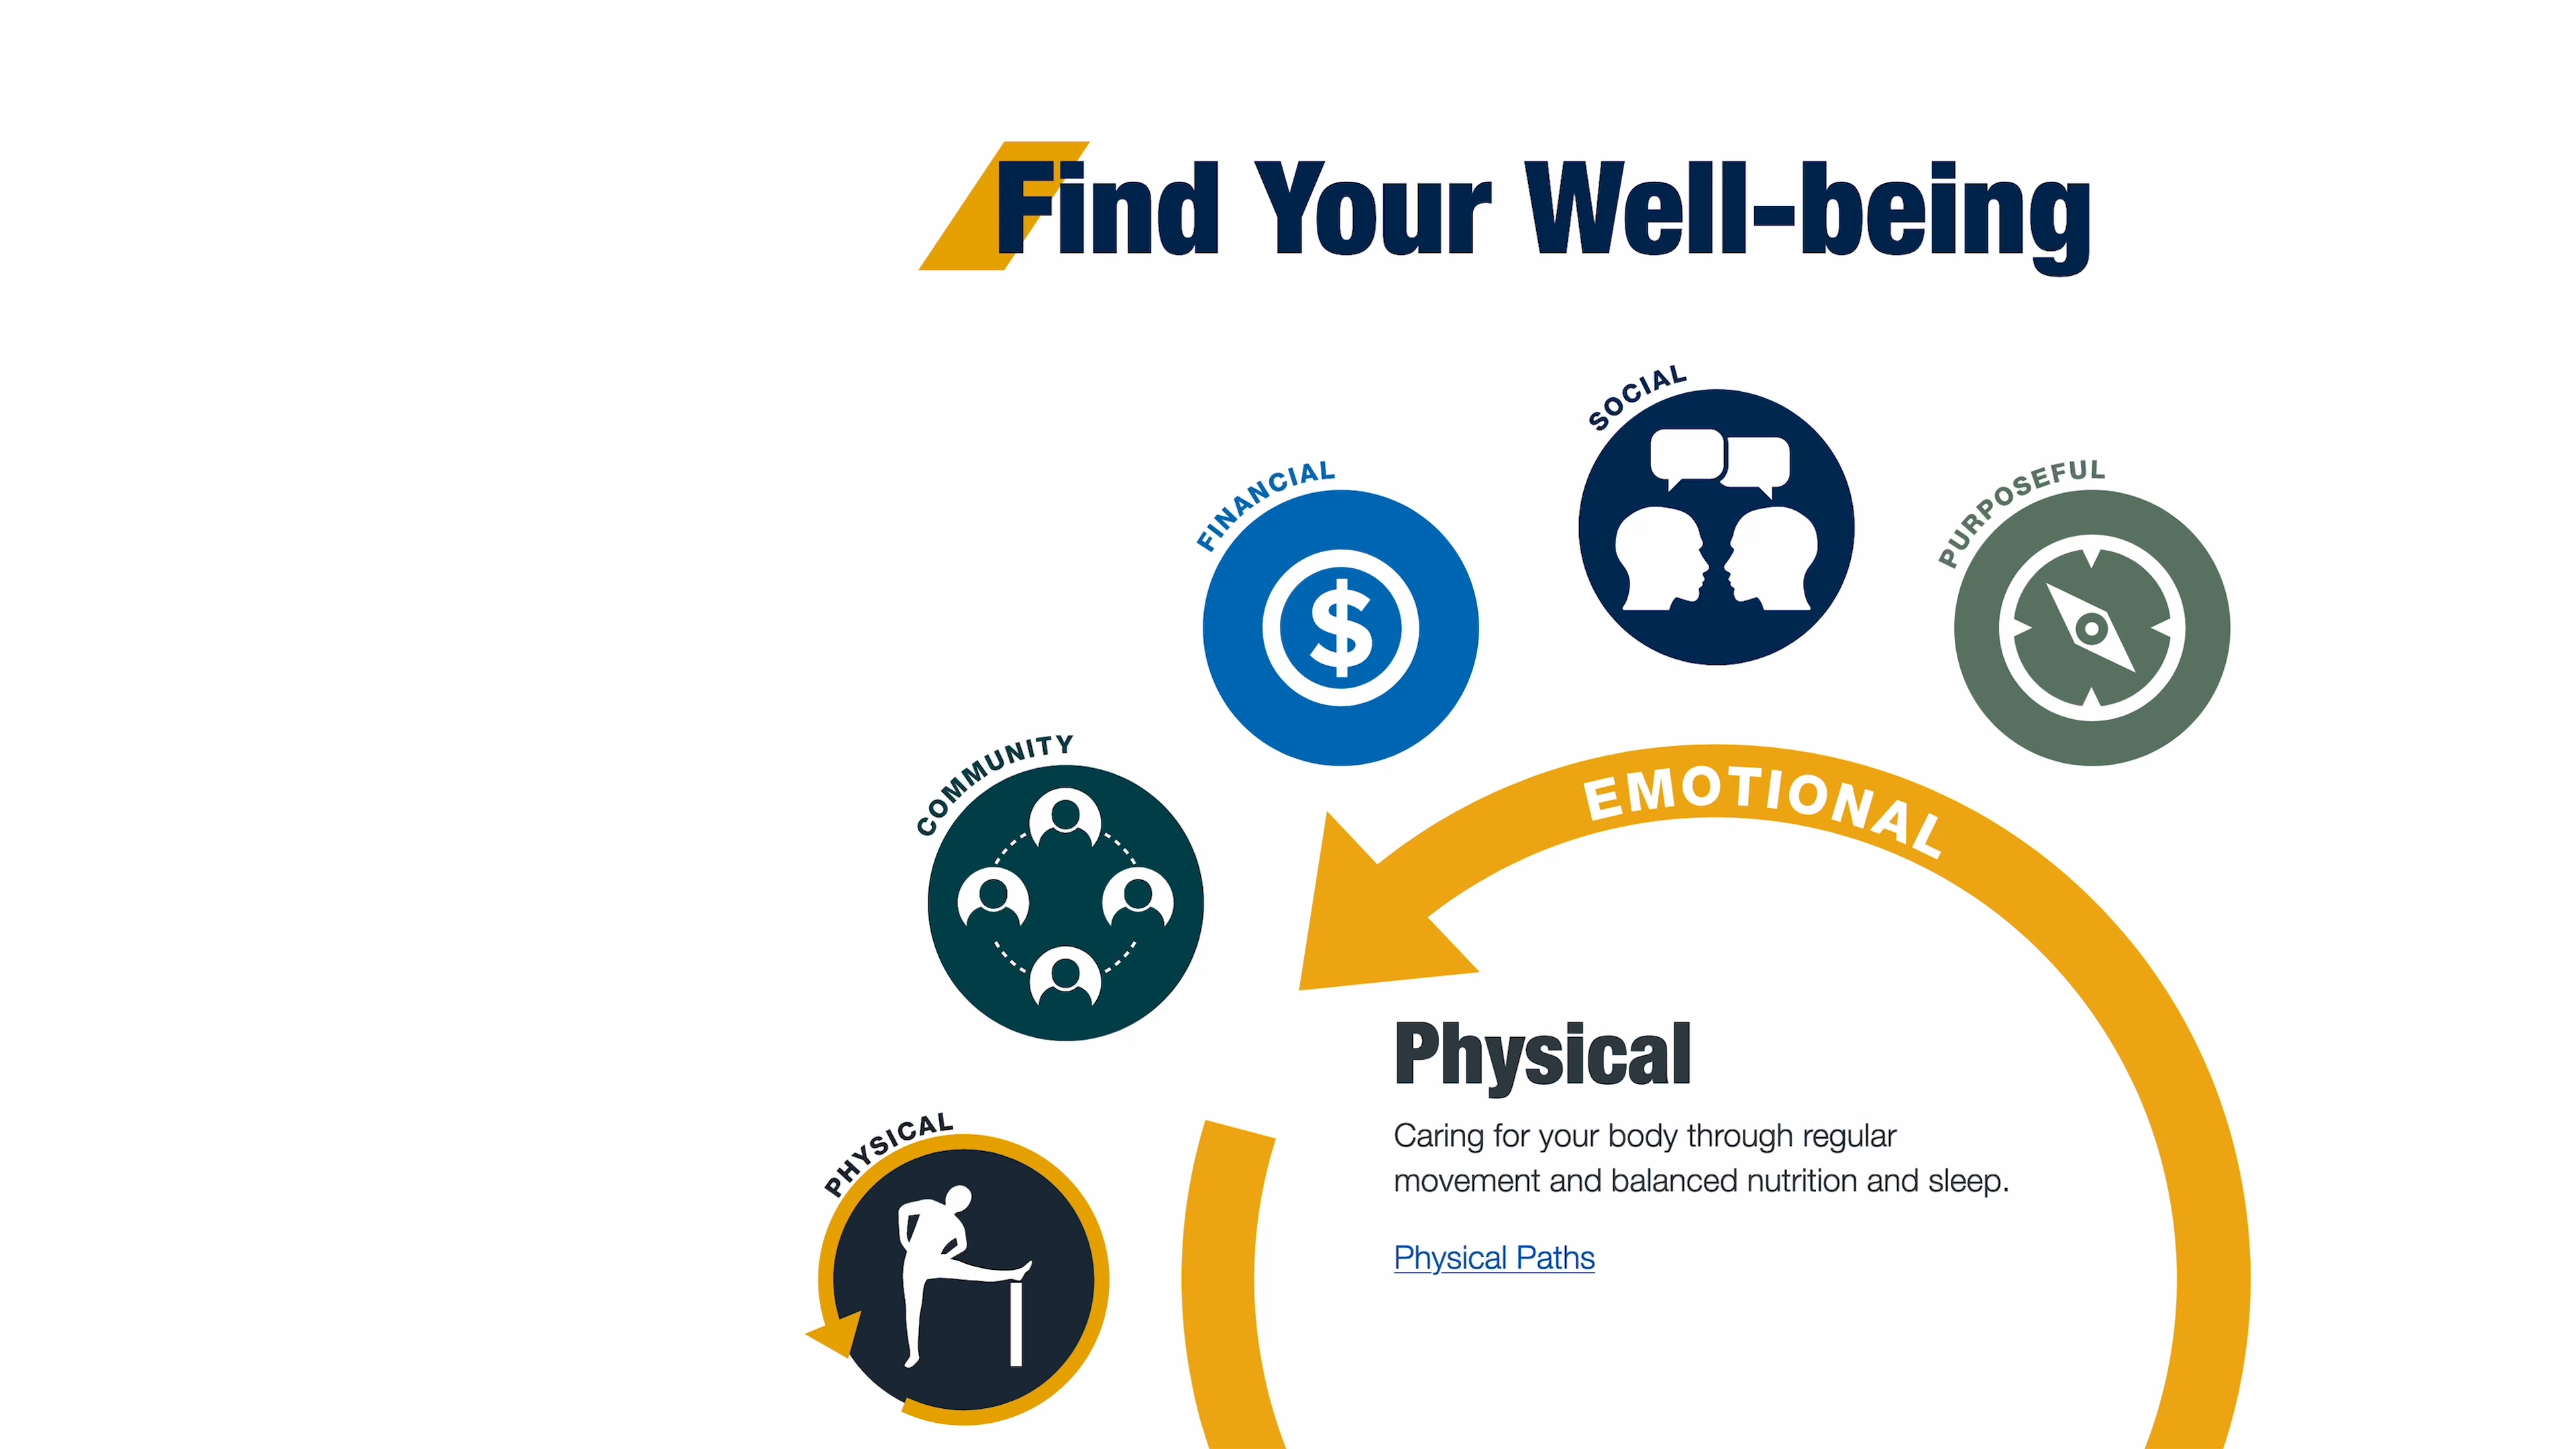 Find Your Well-being
SOCIAL
FINANCIAL
PURPOSEFUL
$
COMMUNITY
EMOTIONAL
Physical
Caring for your body through regular
movement and balanced nutrition and sleep.
PHYSICAL
Physical Paths